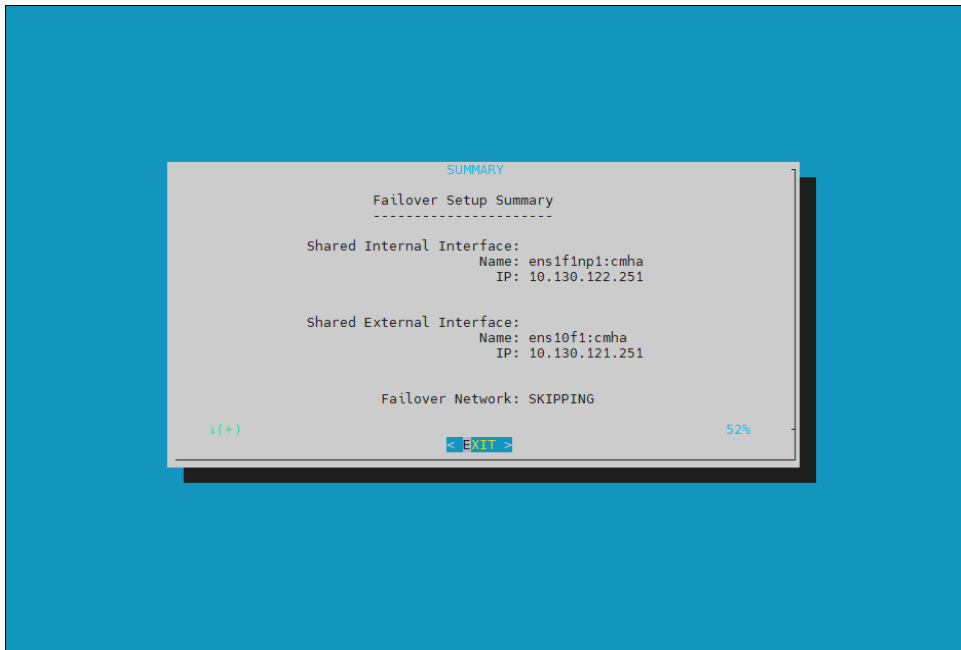 SUMMARY
Failover Setup Summary
----------------------
Shared Internal Interface:
Name: ens1f1np1:cmha
IP: 10.130.122.251
Shared External Interface:
Name: ens10f1:cmha
IP: 10.130.121.251
Failover Network: SKIPPING
↓(+) 52%
< EXIT >